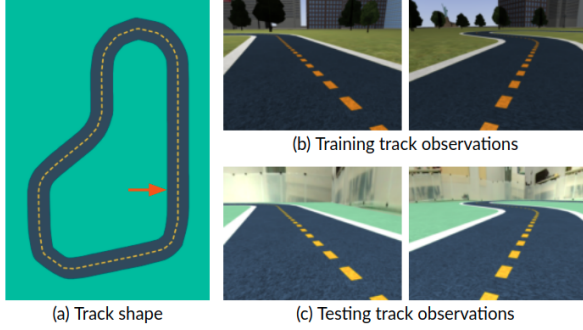 (b) Training track observations
(a) Track shape
(c) Testing track observations